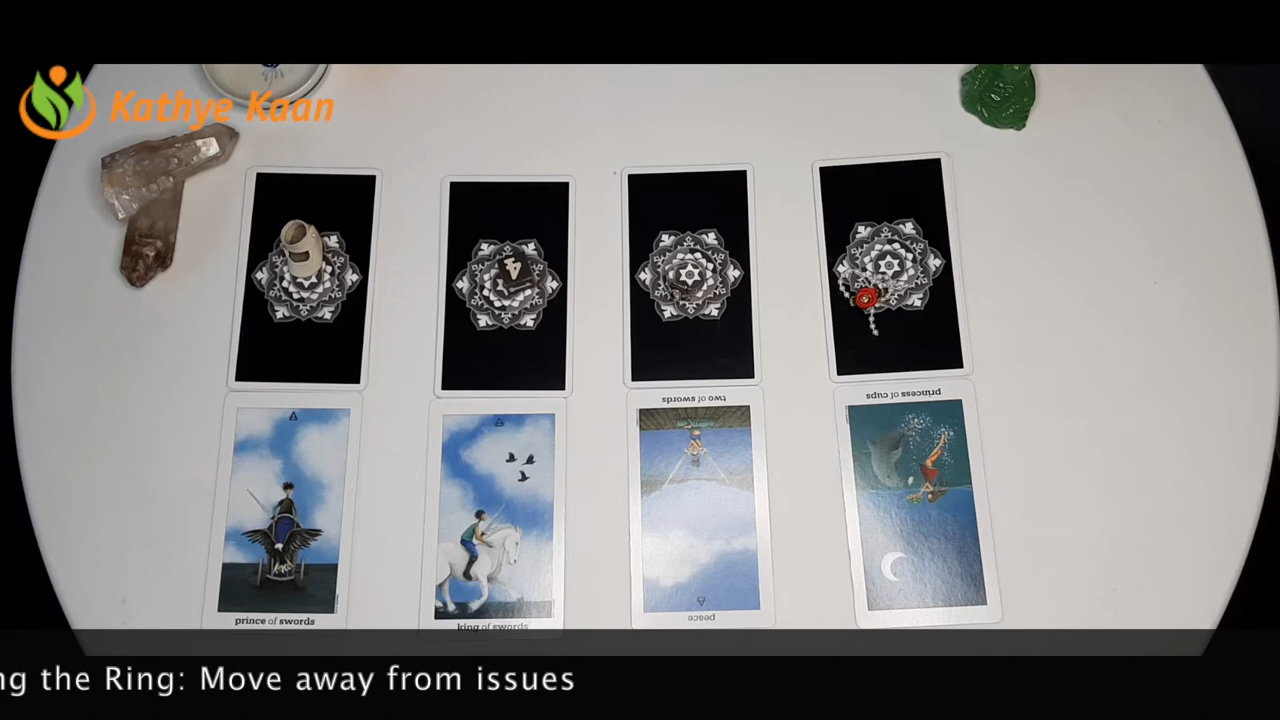 Kathye Kaan
4
two of swords
princess of cups
prince of swords
king of swords
peace
ng the Ring: Move away from issues